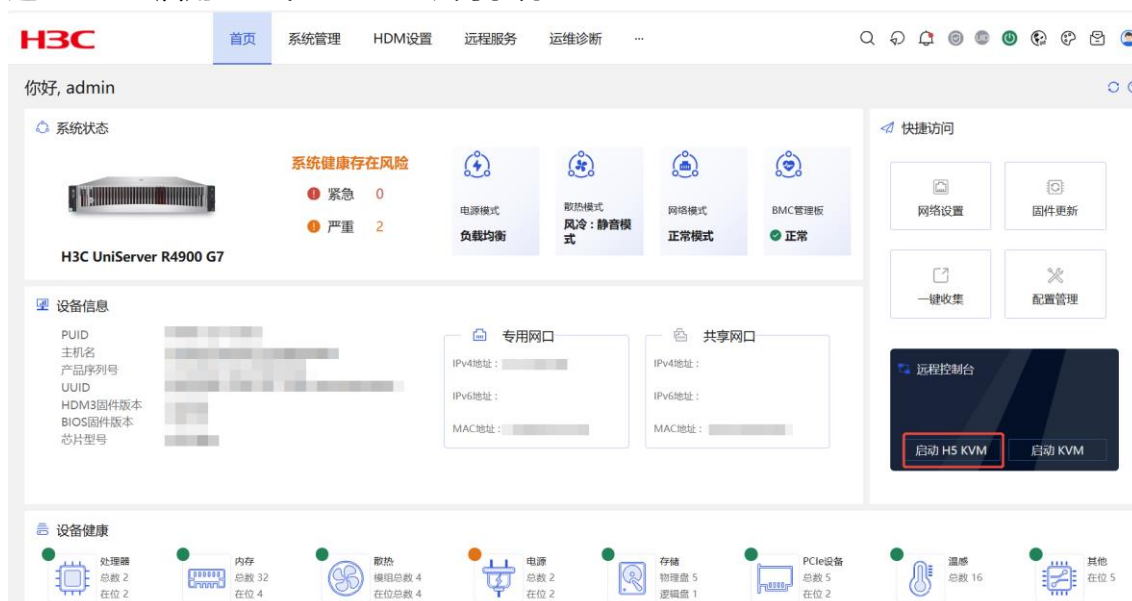 H3C
首页 系统管理 HDM设置 远程服务 运维诊断 ...
你好, admin
系统状态
系统健康存在风险
紧急 0
严重 2
H3C UniServer R4900 G7
电源模式
负载均衡
散热模式
风冷：静音模式
网络模式
正常模式
BMC管理板
正常
快捷访问
网络设置
固件更新
一键收集
配置管理
设备信息
PUID
主机名
产品序列号
UUID
HDM3固件版本
BIOS固件版本
芯片型号
专用网口
IPv4地址：
IPv6地址：
MAC地址：
共享网口
IPv4地址：
IPv6地址：
MAC地址：
远程控制台
启动 H5 KVM
启动 KVM
设备健康
处理器
总数 2
在位 2
内存
总数 32
在位 4
散热
模组总数 4
在位总数 4
电源
总数 2
在位 2
存储
物理盘 5
逻辑盘 1
PCIe设备
总数 5
在位 2
温感
总数 16
其他
在位 5